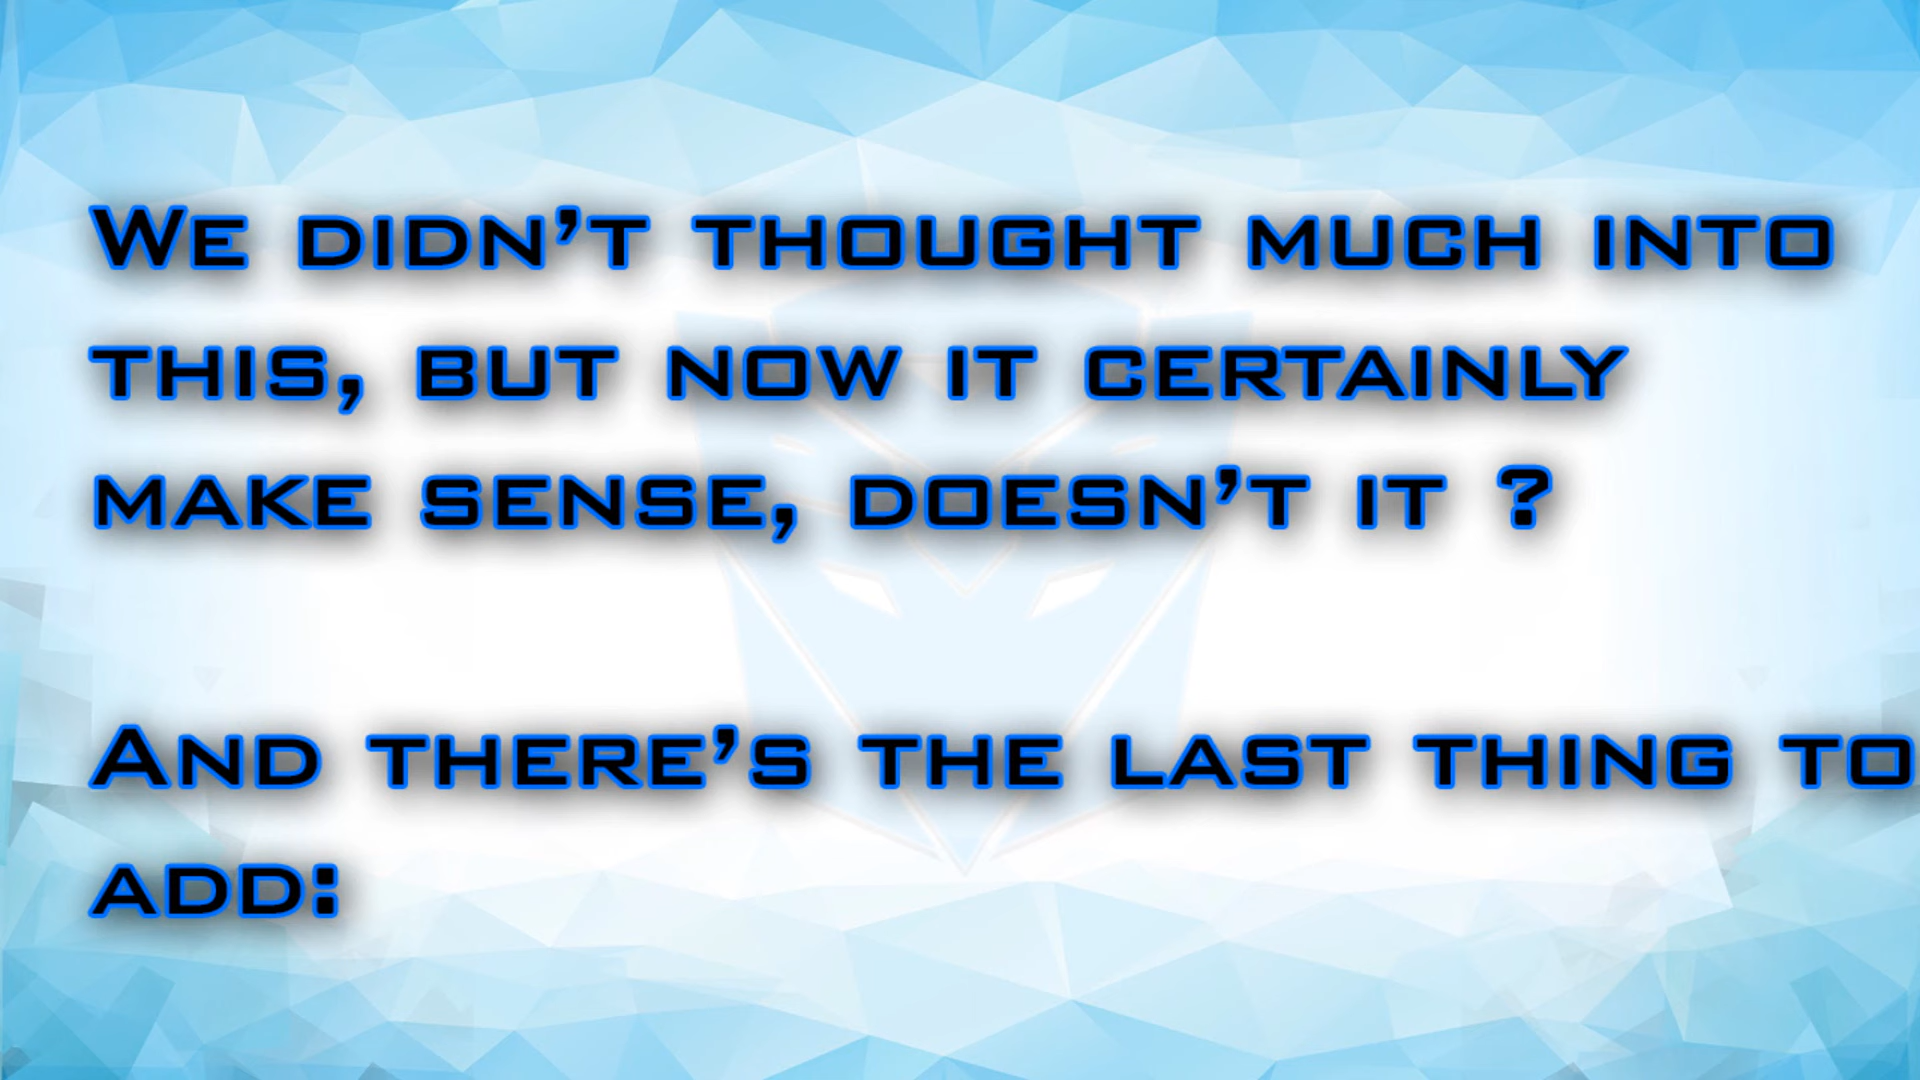 We didn’t thought much into
this, but now it certainly
make sense, doesn’t it ?
And there’s the last thing to
add: